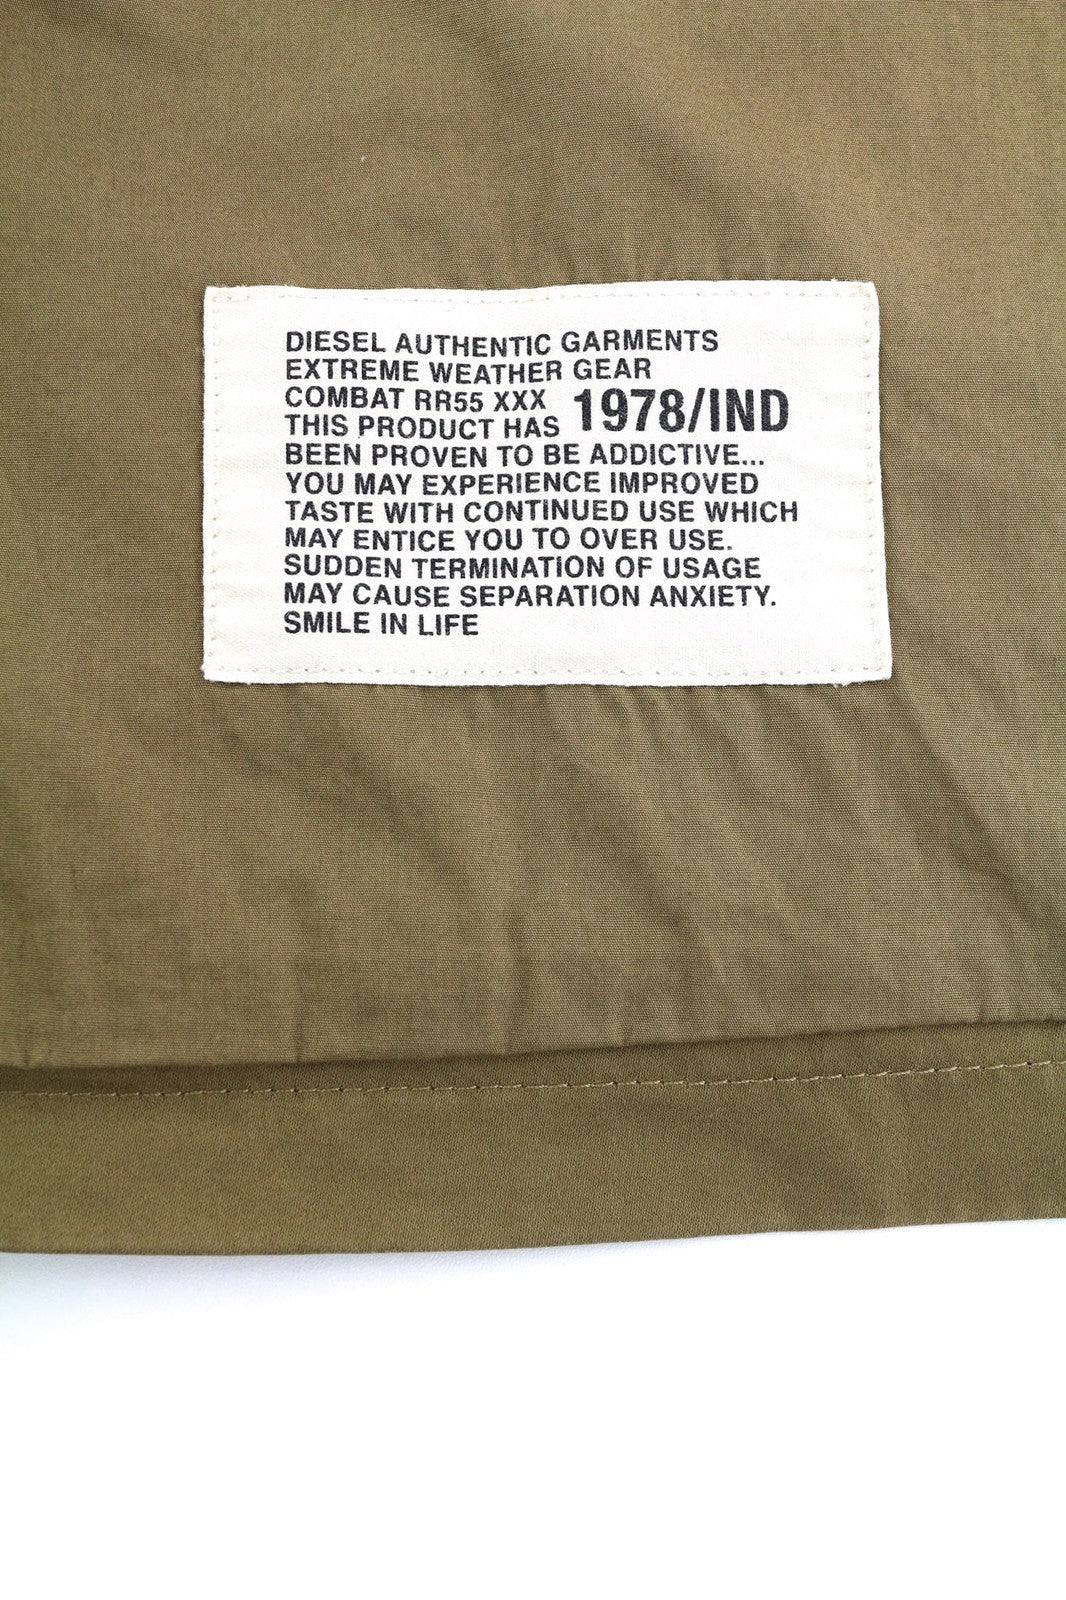 DIESEL AUTHENTIC GARMENTS
EXTREME WEATHER GEAR
COMBAT RR55 XXX
THIS PRODUCT HAS 1978/IND
BEEN PROVEN TO BE ADDICTIVE...
YOU MAY EXPERIENCE IMPROVED
TASTE WITH CONTINUED USE WHICH
MAY ENTICE YOU TO OVER USE.
SUDDEN TERMINATION OF USAGE
MAY CAUSE SEPARATION ANXIETY.
SMILE IN LIFE